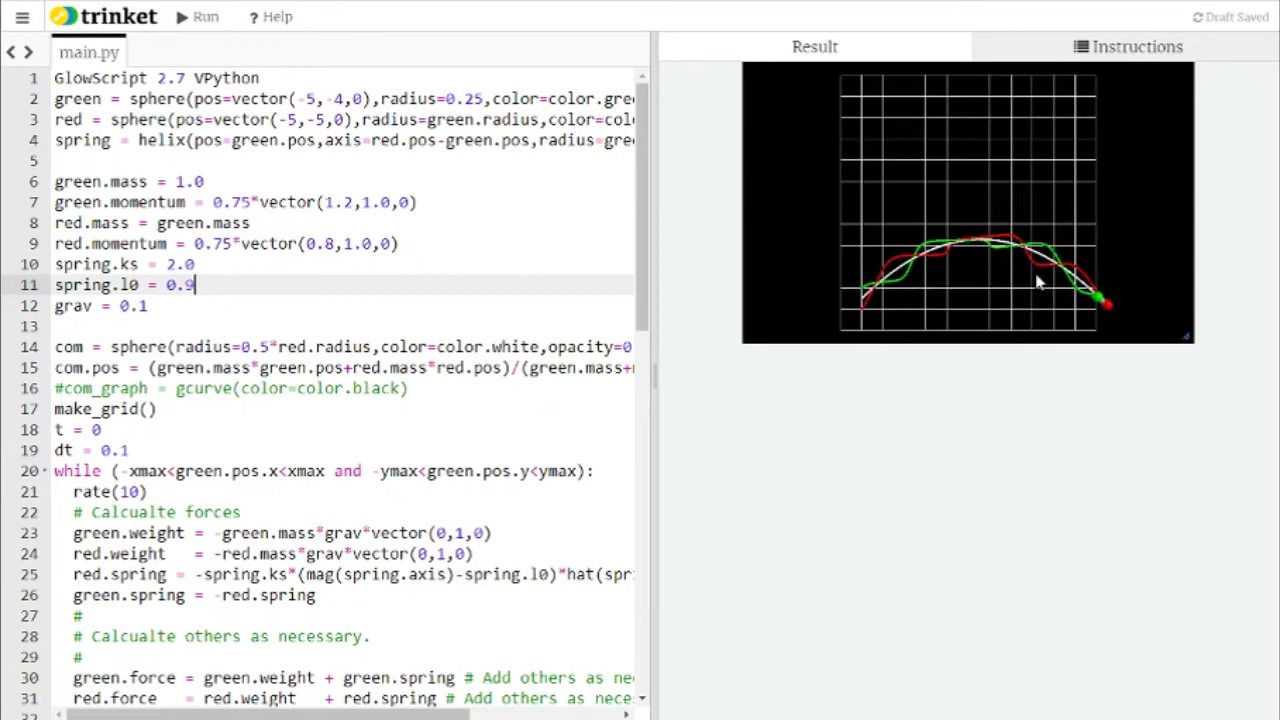 trinket
Run
? Help
Draft Saved
main.py
Result
Instructions
1 GlowScript 2.7 VPython
2 green = sphere(pos=vector(-5,-4,0),radius=0.25,color=color.gre
3 red = sphere(pos=vector(-5,-5,0),radius=green.radius,color=col
4 spring = helix(pos=green.pos,axis=red.pos-green.pos,radius=gre
5
6 green.mass = 1.0
7 green.momentum = 0.75*vector(1.2,1.0,0)
8 red.mass = green.mass
9 red.momentum = 0.75*vector(0.8,1.0,0)
10 spring.ks = 2.0
11 spring.l0 = 0.9
12 grav = 0.1
13
14 com = sphere(radius=0.5*red.radius,color=color.white,opacity=0
15 com.pos = (green.mass*green.pos+red.mass*red.pos)/(green.mass+
16 #com_graph = gcurve(color=color.black)
17 make_grid()
18 t = 0
19 dt = 0.1
20 while (-xmax<green.pos.x<xmax and -ymax<green.pos.y<ymax):
21 rate(10)
22 # Calcualte forces
23 green.weight = -green.mass*grav*vector(0,1,0)
24 red.weight = -red.mass*grav*vector(0,1,0)
25 red.spring = -spring.ks*(mag(spring.axis)-spring.l0)*hat(spri
26 green.spring = -red.spring
27 #
28 # Calcualte others as necessary.
29 #
30 green.force = green.weight + green.spring # Add others as ne
31 red.force = red.weight + red.spring # Add others as nece